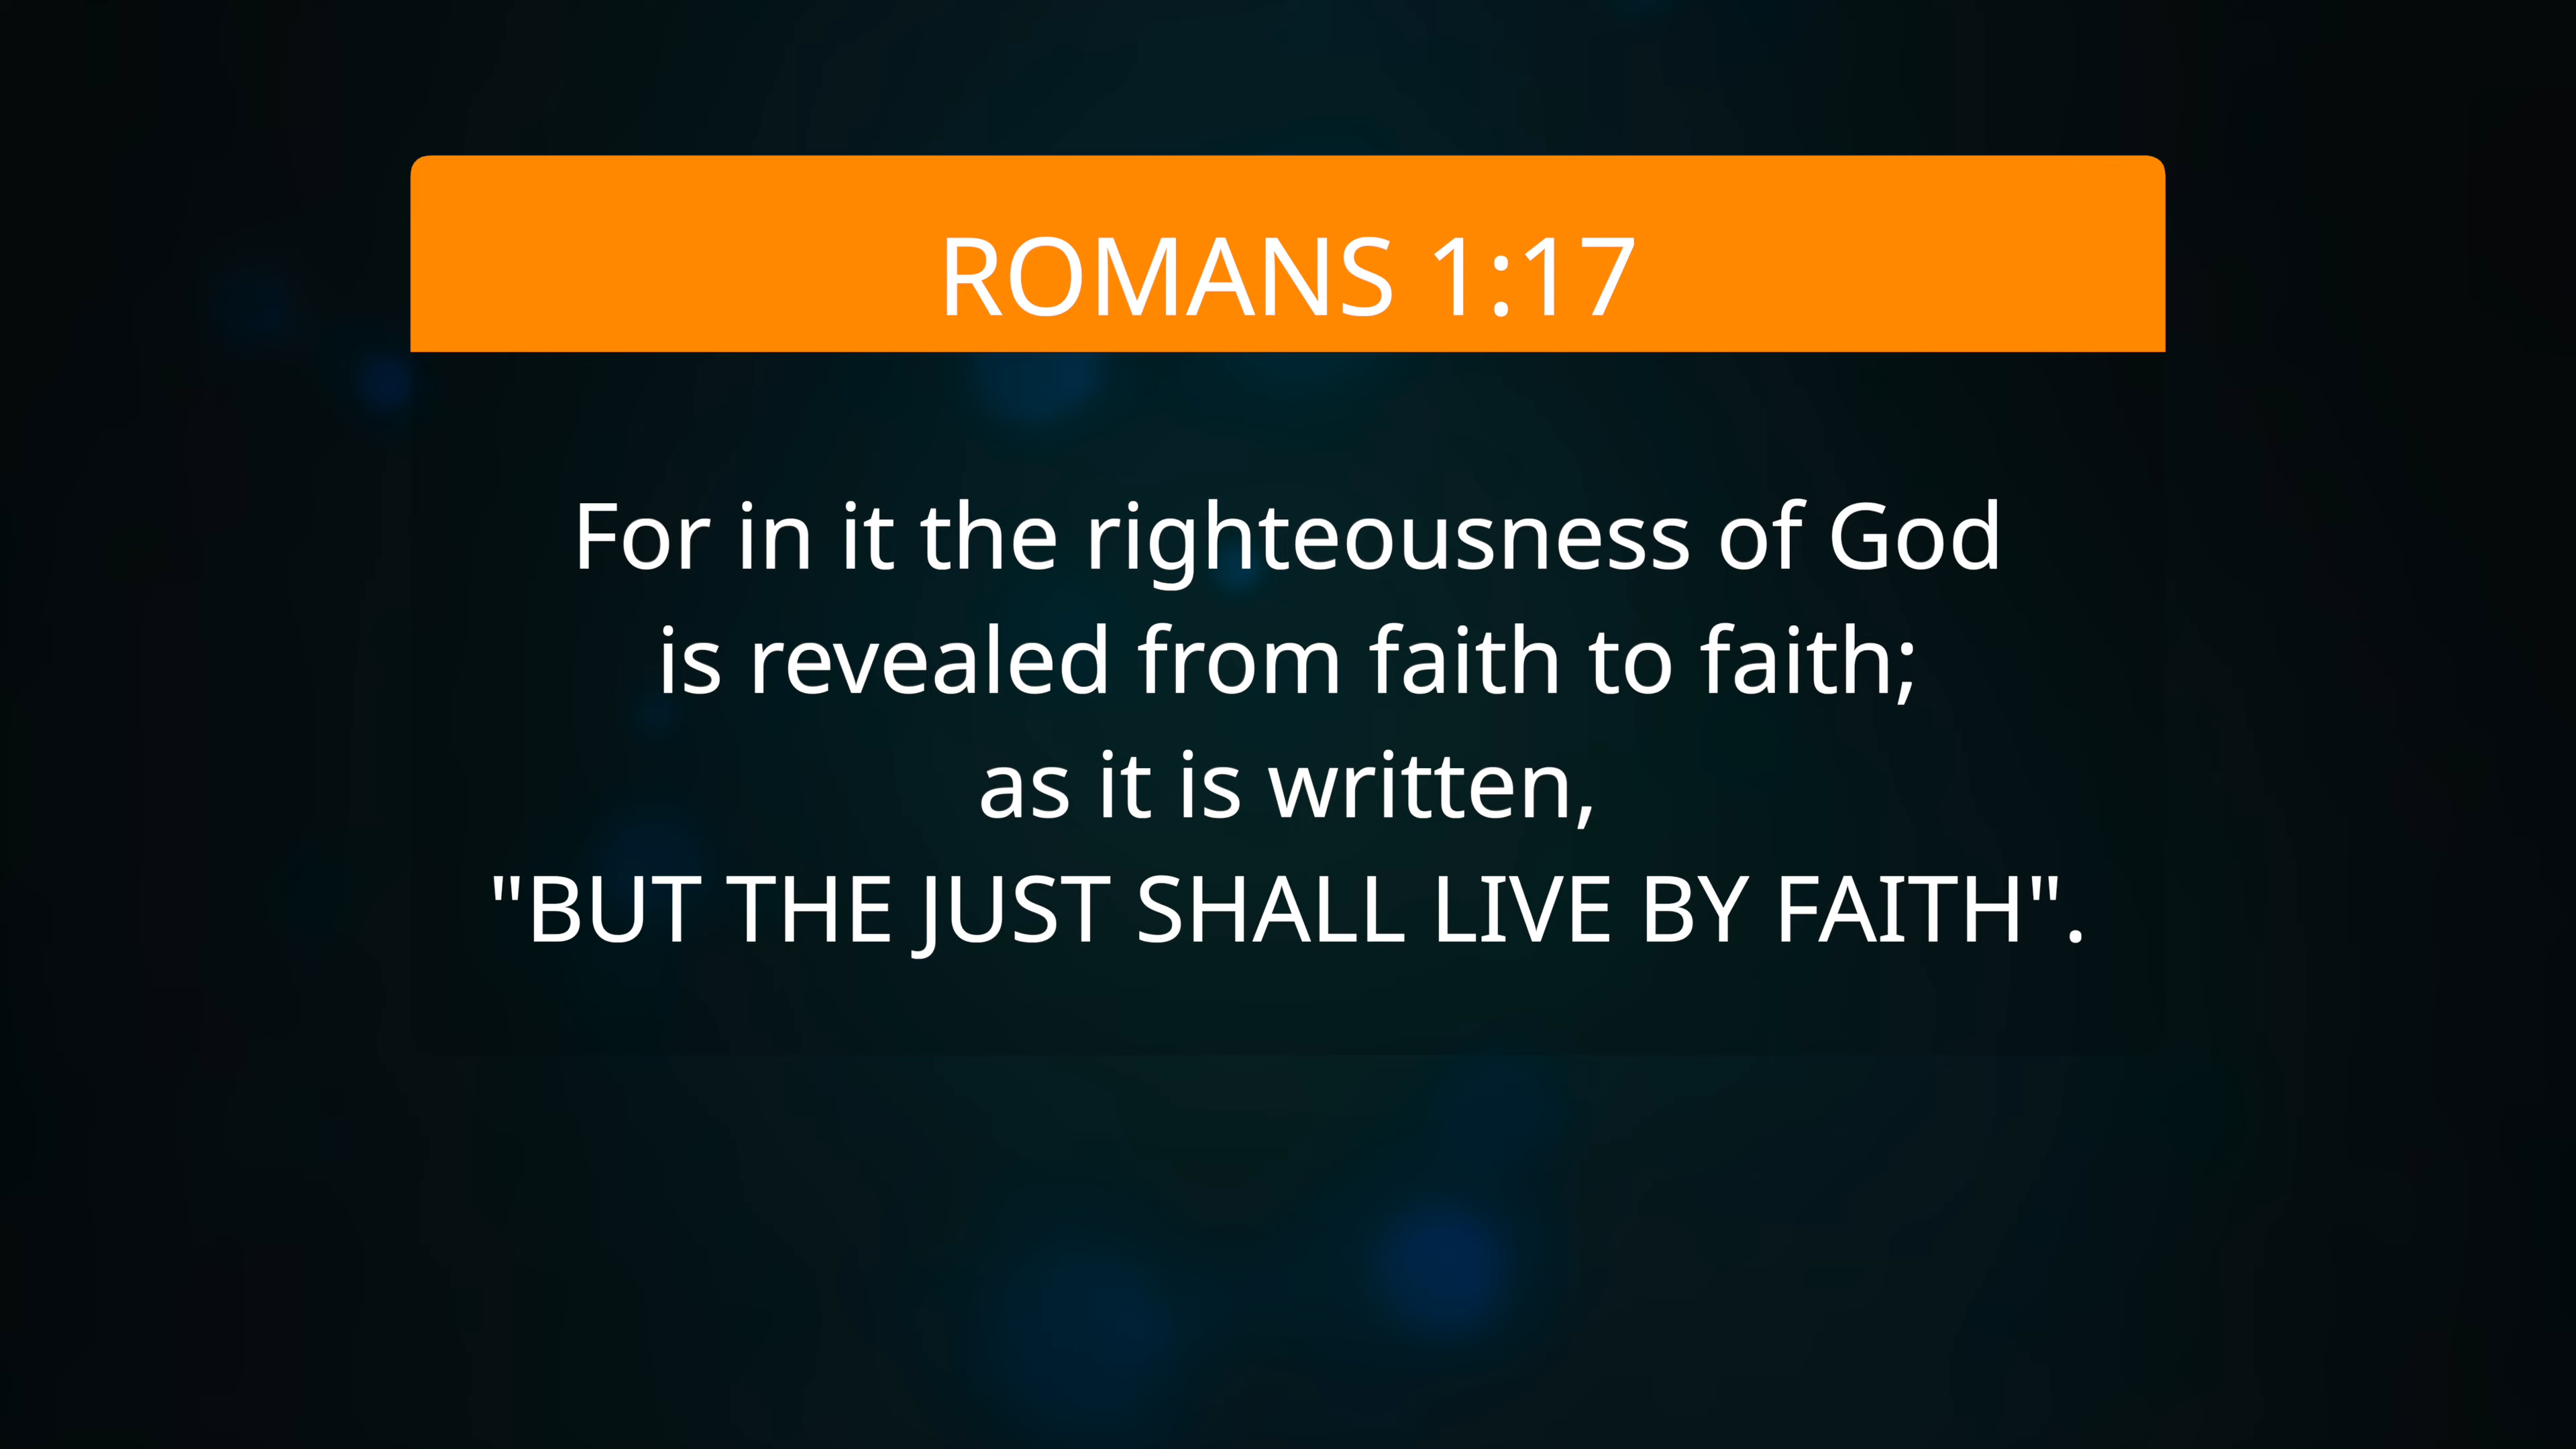 ROMANS 1:17
For in it the righteousness of God
is revealed from faith to faith;
as it is written,
"BUT THE JUST SHALL LIVE BY FAITH".